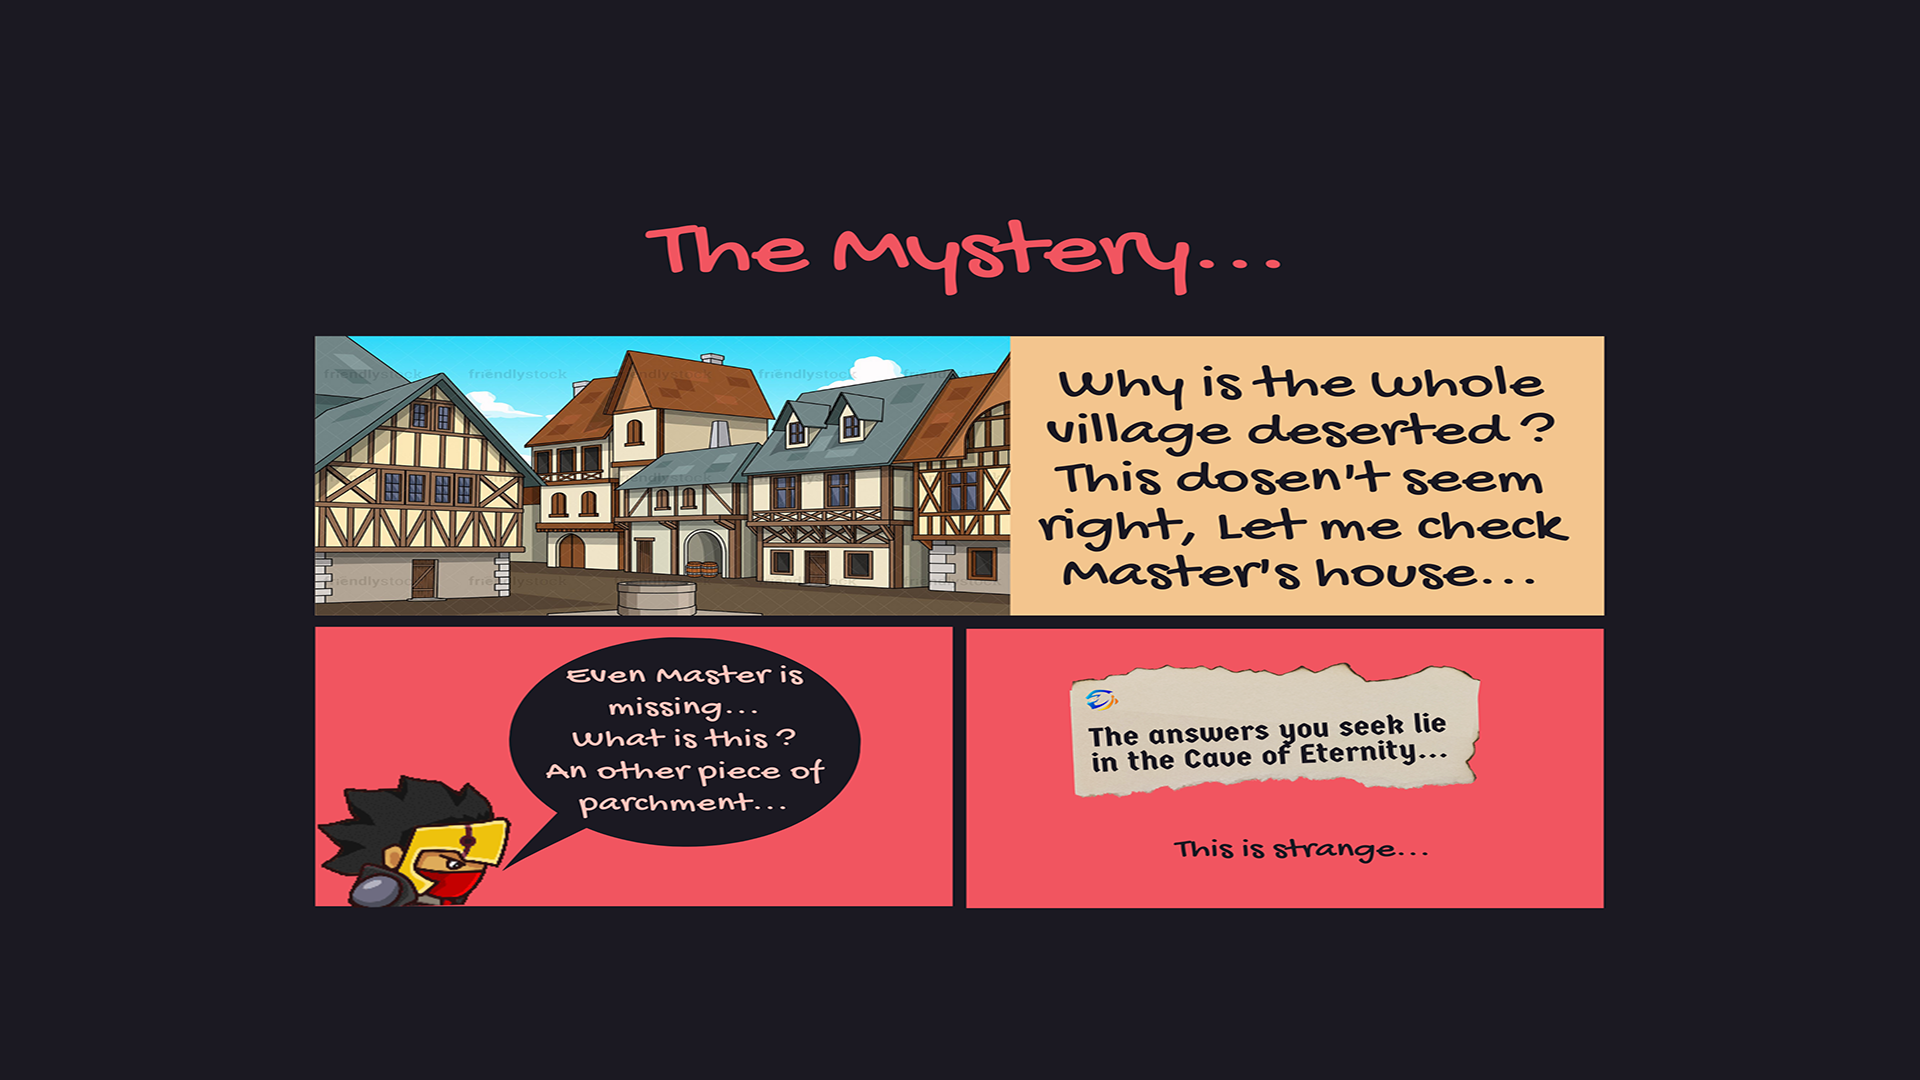 The Mystery...
friendlystock friendlystock friendlystock
Why is the whole
village deserted ?
This dosen't seem
right, Let me check
Master's house...
Even Master is
missing...
What is this ?
An other piece of
parchment...
The answers you seek lie
in the Cave of Eternity...
This is strange...